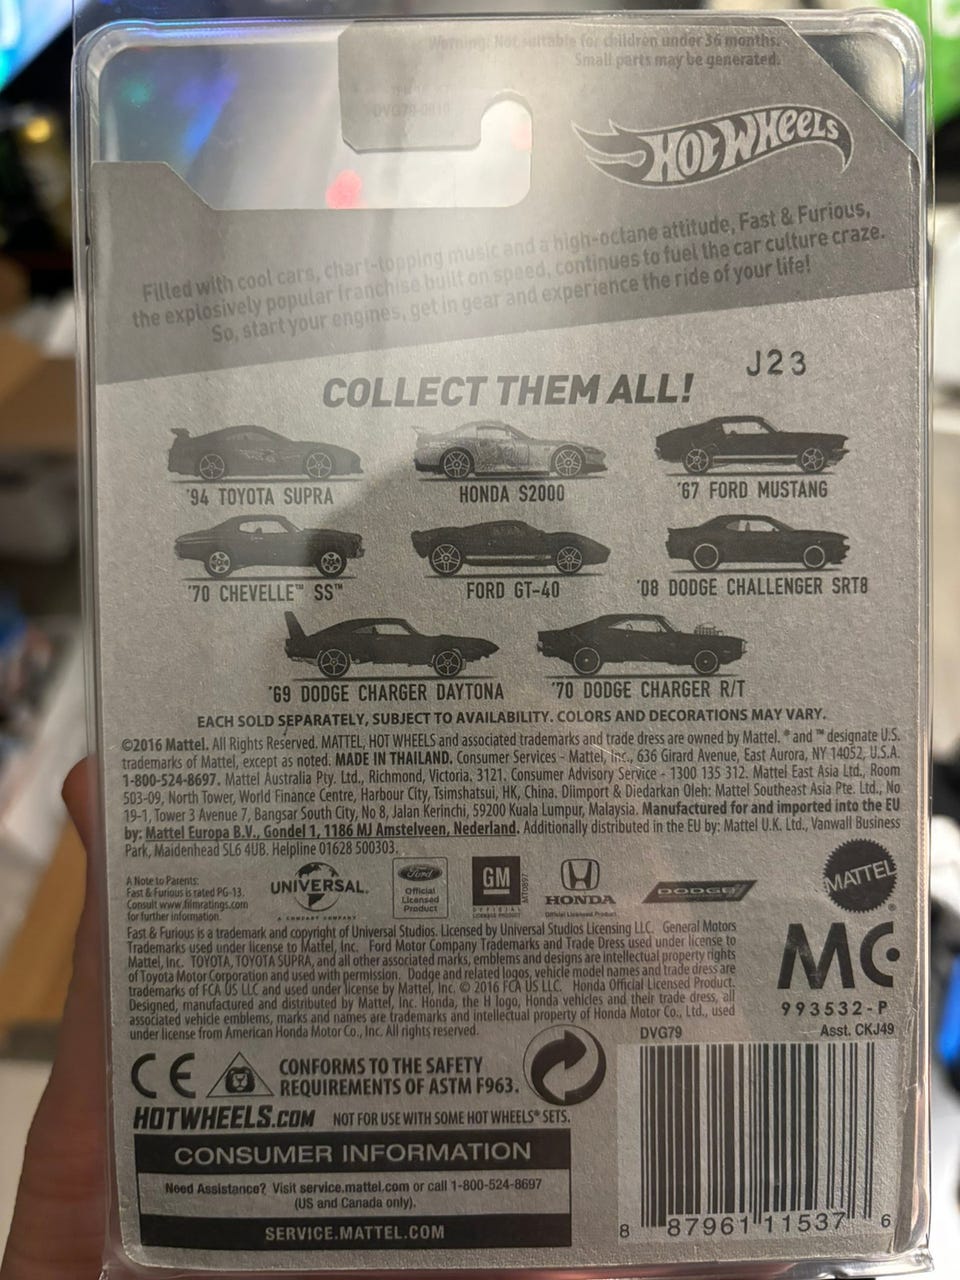 Warning: Not suitable for children under 36 months.
Small parts may be generated.
HOT WHEELS
Filled with cool cars, chart-topping music and a high-octane attitude, Fast & Furious,
the explosively popular franchise built on speed, continues to fuel the car culture craze.
So, start your engines, get in gear and experience the ride of your life!
J23
COLLECT THEM ALL!
'94 TOYOTA SUPRA
HONDA S2000
'67 FORD MUSTANG
'70 CHEVELLE™ SS™
FORD GT-40
'08 DODGE CHALLENGER SRT8
'69 DODGE CHARGER DAYTONA
'70 DODGE CHARGER R/T
EACH SOLD SEPARATELY, SUBJECT TO AVAILABILITY. COLORS AND DECORATIONS MAY VARY.
©2016 Mattel. All Rights Reserved. MATTEL, HOT WHEELS and associated trademarks and trade dress are owned by Mattel. ® and ™ designate U.S.
trademarks of Mattel, except as noted. MADE IN THAILAND. Consumer Services - Mattel, Inc., 636 Girard Avenue, East Aurora, NY 14052, U.S.A.
1-800-524-8697. Mattel Australia Pty. Ltd., Richmond, Victoria. 3121. Consumer Advisory Service - 1300 135 312. Mattel East Asia Ltd., Room
503-09, North Tower, World Finance Centre, Harbour City, Tsimshatsui, HK, China. Diimport & Diedarkan Oleh: Mattel Southeast Asia Pte. Ltd., No
19-1, Tower 3 Avenue 7, Bangsar South City, No 8, Jalan Kerinchi, 59200 Kuala Lumpur, Malaysia. Manufactured for and imported into the EU
by: Mattel Europa B.V., Gondel 1, 1186 MJ Amstelveen, Nederland. Additionally distributed in the EU by: Mattel U.K. Ltd., Vanwall Business
Park, Maidenhead SL6 4UB. Helpline 01628 500303.
A Note to Parents:
Fast & Furious is rated PG-13.
Consult www.filmratings.com
for further information.
UNIVERSAL
A COMCAST COMPANY
Ford
Official
Licensed
Product
GM
OFFICIAL
LICENSED PRODUCT
MT0897
HONDA
Official Licensed Product
DODGE
MATTEL
Fast & Furious is a trademark and copyright of Universal Studios. Licensed by Universal Studios Licensing LLC. General Motors
Trademarks used under license to Mattel, Inc. Ford Motor Company Trademarks and Trade Dress used under license to
Mattel, Inc. TOYOTA, TOYOTA SUPRA, and all other associated marks, emblems and designs are intellectual property rights
of Toyota Motor Corporation and used with permission. Dodge and related logos, vehicle model names and trade dress are
trademarks of FCA US LLC and used under license by Mattel, Inc. © 2016 FCA US LLC. Honda Official Licensed Product.
Designed, manufactured and distributed by Mattel, Inc. Honda, the H logo, Honda vehicles and their trade dress, all
associated vehicle emblems, marks and names are trademarks and intellectual property of Honda Motor Co., Ltd., used
under license from American Honda Motor Co., Inc. All rights reserved.
MC
993532-P
DVG79
Asst. CKJ49
CE
CONFORMS TO THE SAFETY
REQUIREMENTS OF ASTM F963.
HOTWHEELS.COM
NOT FOR USE WITH SOME HOT WHEELS® SETS.
CONSUMER INFORMATION
Need Assistance? Visit service.mattel.com or call 1-800-524-8697
(US and Canada only).
SERVICE.MATTEL.COM
8 87961 11537 6